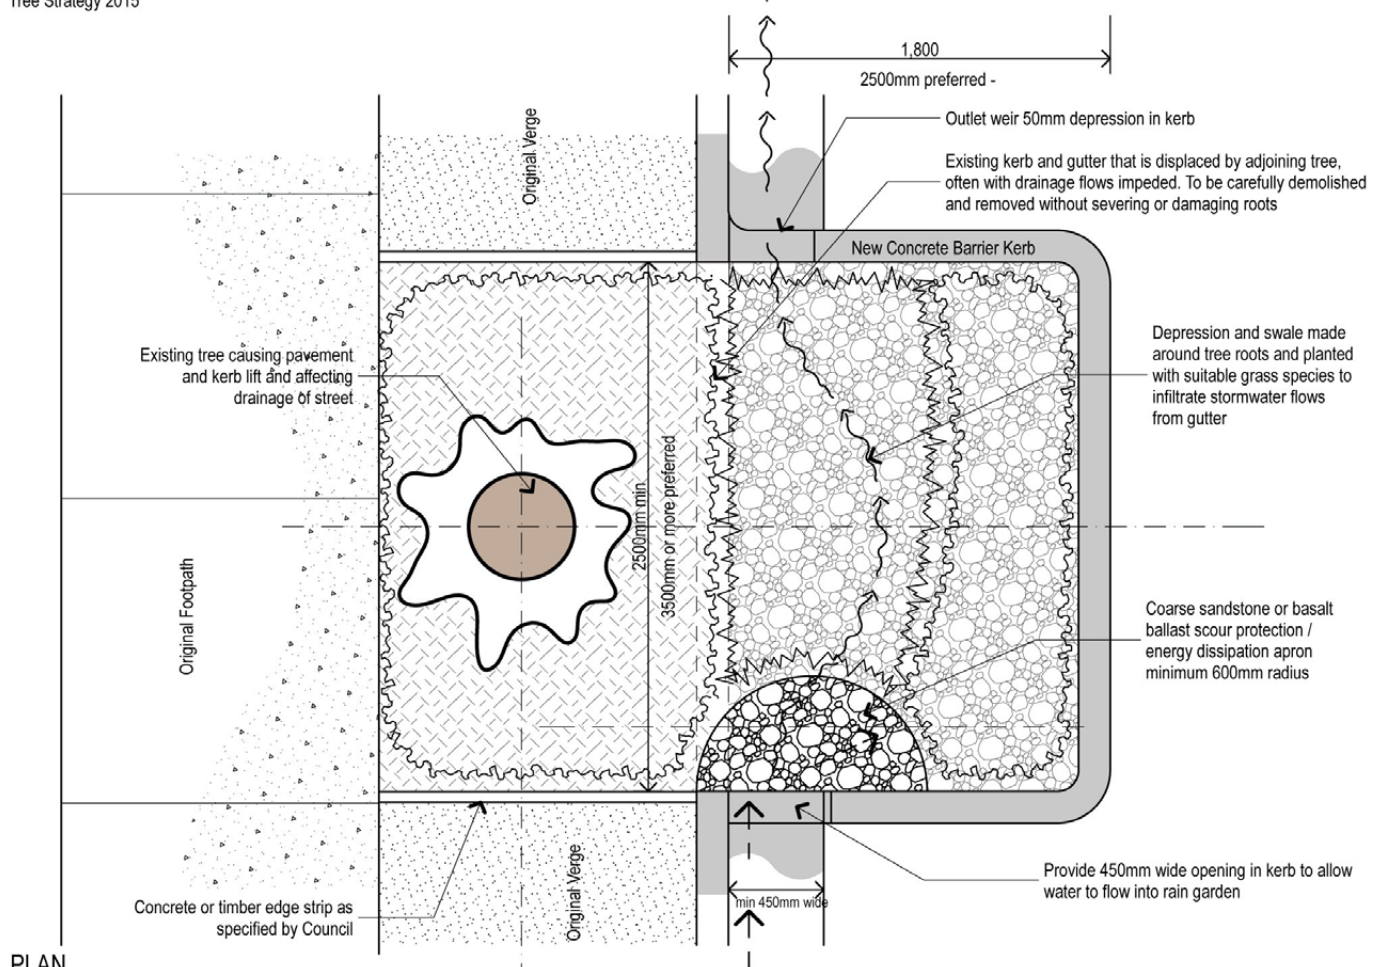 Tree Strategy 2015
1,800
2500mm preferred -
Outlet weir 50mm depression in kerb
Existing kerb and gutter that is displaced by adjoining tree,
often with drainage flows impeded. To be carefully demolished
and removed without severing or damaging roots
Original Verge
New Concrete Barrier Kerb
Existing tree causing pavement
and kerb lift and affecting
drainage of street
Depression and swale made
around tree roots and planted
with suitable grass species to
infiltrate stormwater flows
from gutter
2500mm min
3500mm or more preferred
Original Footpath
Coarse sandstone or basalt
ballast scour protection /
energy dissipation apron
minimum 600mm radius
Provide 450mm wide opening in kerb to allow
water to flow into rain garden
min 450mm wide
Original Verge
Concrete or timber edge strip as
specified by Council
PLAN